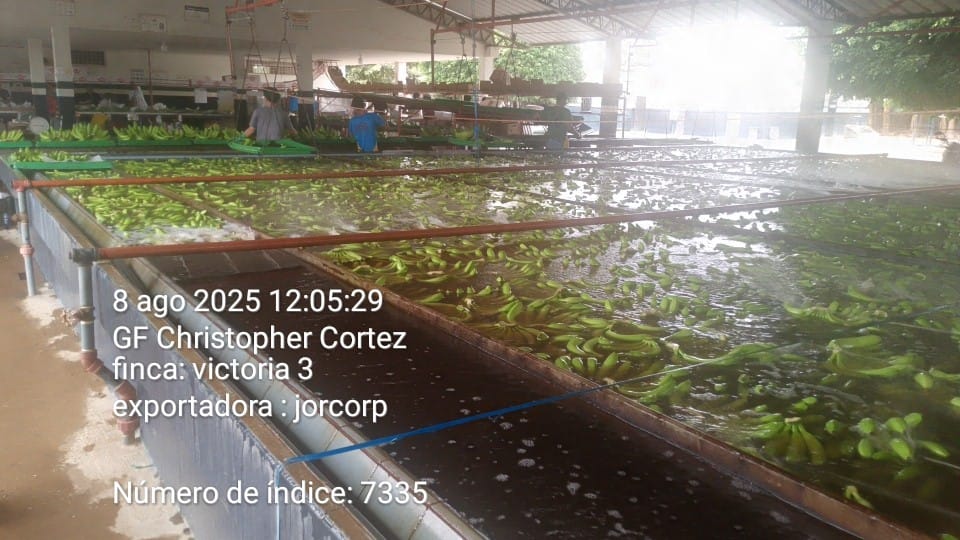 8 ago 2025 12:05:29
GF Christopher Cortez
finca: victoria 3
exportadora : jorcorp
Número de índice: 7335